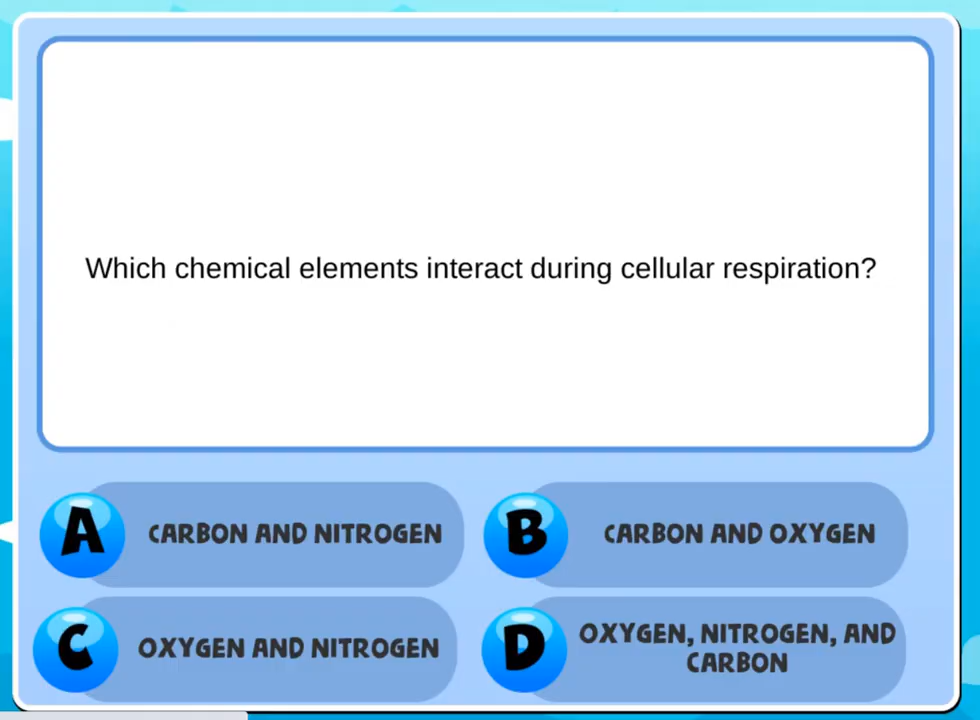 Which chemical elements interact during cellular respiration?
A CARBON AND NITROGEN
B CARBON AND OXYGEN
C OXYGEN AND NITROGEN
D OXYGEN, NITROGEN, AND
CARBON